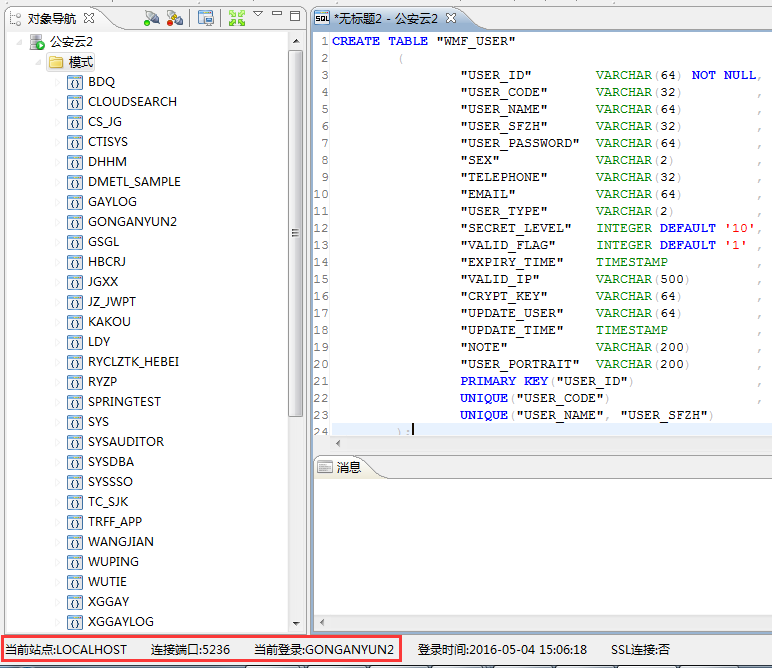 对象导航
公安云2
模式
BDQ
CLOUDSEARCH
CS_JG
CTISYS
DHHM
DMETL_SAMPLE
GAYLOG
GONGANYUN2
GSGL
HBCRJ
JGXX
JZ_JWPT
KAKOU
LDY
RYCLZTK_HEBEI
RYZP
SPRINGTEST
SYS
SYSAUDITOR
SYSDBA
SYSSSO
TC_SJK
TRFF_APP
WANGJIAN
WUPING
WUTIE
XGGAY
XGGAYLOG
SQL *无标题2 - 公安云2
1 CREATE TABLE "WMF_USER"
2 (
3 "USER_ID" VARCHAR(64) NOT NULL,
4 "USER_CODE" VARCHAR(32) ,
5 "USER_NAME" VARCHAR(64) ,
6 "USER_SFZH" VARCHAR(32) ,
7 "USER_PASSWORD" VARCHAR(64) ,
8 "SEX" VARCHAR(2) ,
9 "TELEPHONE" VARCHAR(32) ,
10 "EMAIL" VARCHAR(64) ,
11 "USER_TYPE" VARCHAR(2) ,
12 "SECRET_LEVEL" INTEGER DEFAULT '10',
13 "VALID_FLAG" INTEGER DEFAULT '1' ,
14 "EXPIRY_TIME" TIMESTAMP ,
15 "VALID_IP" VARCHAR(500) ,
16 "CRYPT_KEY" VARCHAR(64) ,
17 "UPDATE_USER" VARCHAR(64) ,
18 "UPDATE_TIME" TIMESTAMP ,
19 "NOTE" VARCHAR(200) ,
20 "USER_PORTRAIT" VARCHAR(200) ,
21 PRIMARY KEY("USER_ID") ,
22 UNIQUE("USER_CODE") ,
23 UNIQUE("USER_NAME", "USER_SFZH")
24 );
消息
当前站点:LOCALHOST 连接端口:5236 当前登录:GONGANYUN2 登录时间:2016-05-04 15:06:18 SSL连接:否